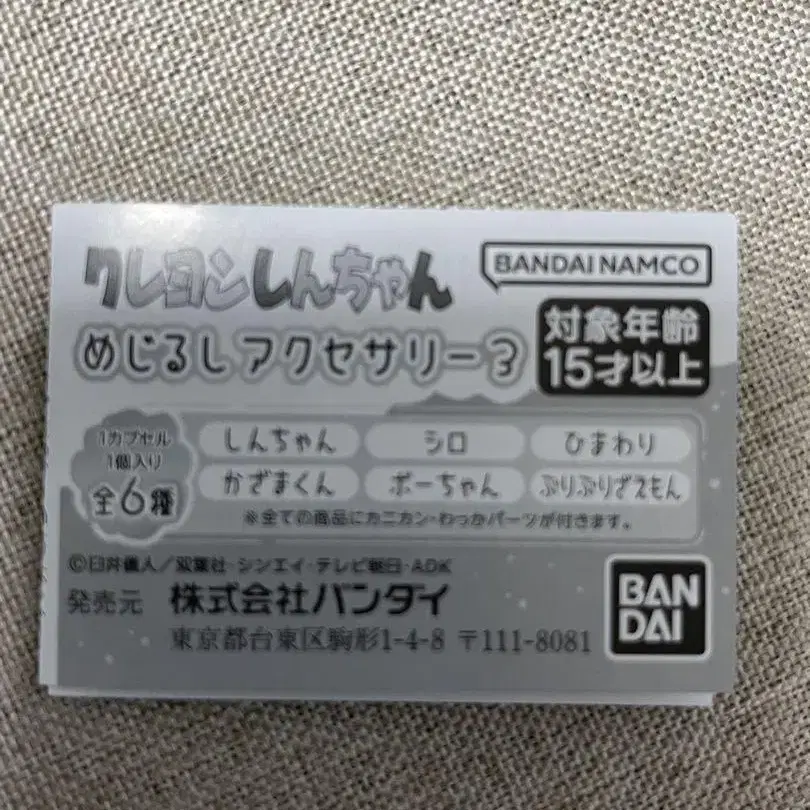 クレヨンしんちゃん
BANDAI NAMCO
めじるしアクセサリー3
対象年齢
15才以上
1カプセル
1個入り
全6種
しんちゃん シロ ひまわり
かざまくん ボーちゃん ぶりぶりざえもん
※全ての商品にカニカン・わっかパーツが付きます。
©臼井儀人/双葉社・シンエイ・テレビ朝日・ADK
発売元 株式会社バンダイ
東京都台東区駒形1-4-8 〒111-8081
BAN
DAI